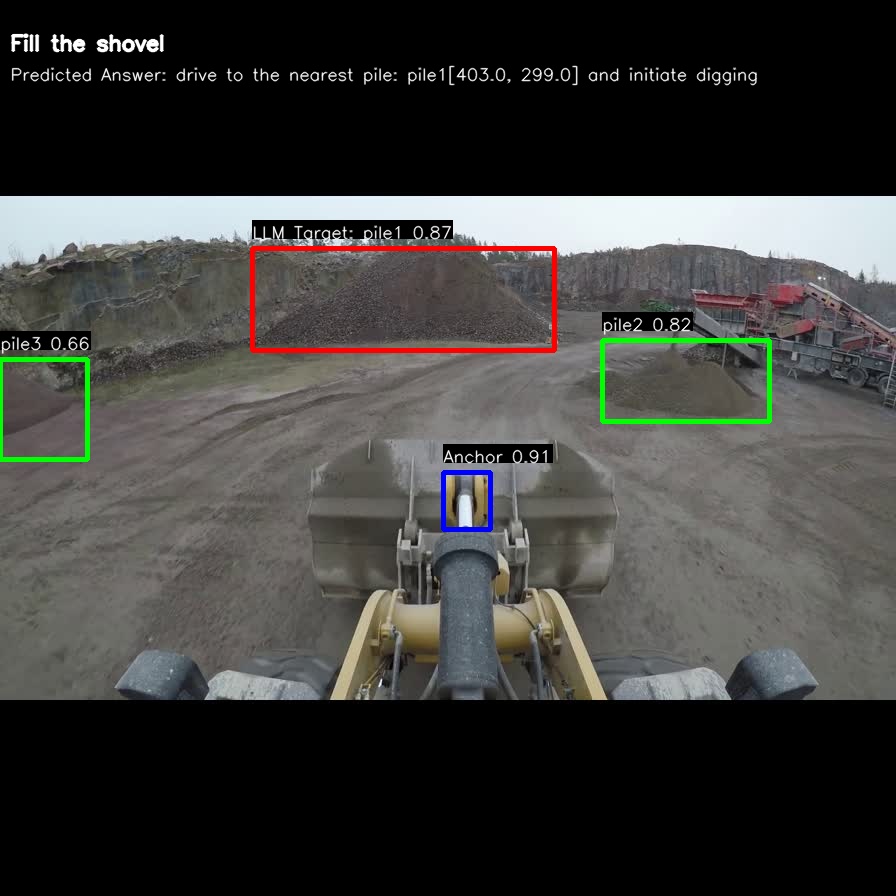 Fill the shovel
Predicted Answer: drive to the nearest pile: pile1[403.0, 299.0] and initiate digging
LLM Target: pile1 0.87
pile2 0.82
pile3 0.66
Anchor 0.91